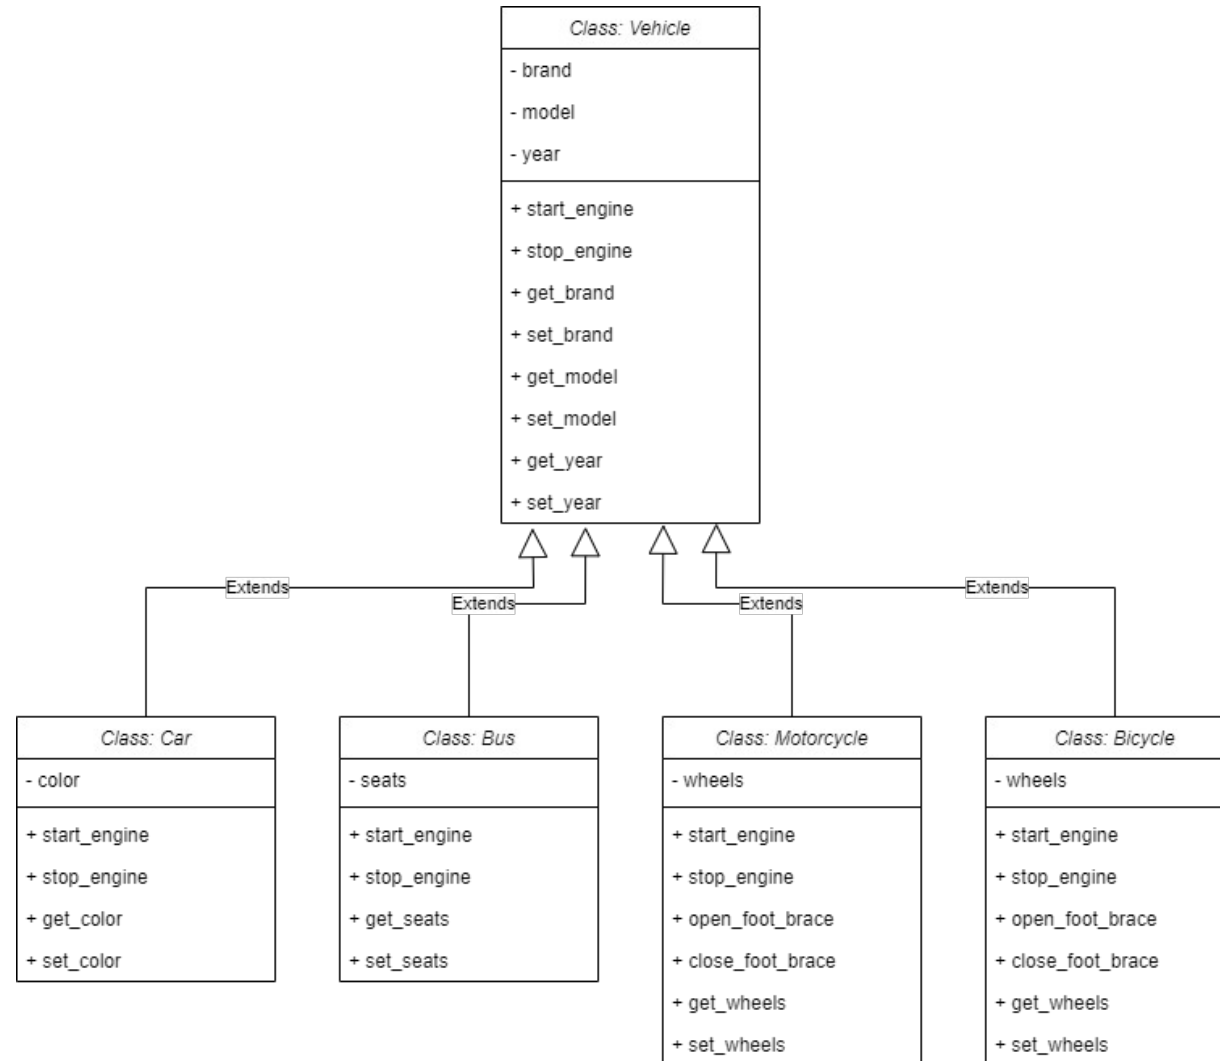 Class: Vehicle
- brand
- model
- year
+ start_engine
+ stop_engine
+ get_brand
+ set_brand
+ get_model
+ set_model
+ get_year
+ set_year
Extends
Extends
Extends
Extends
Class: Car
- color
+ start_engine
+ stop_engine
+ get_color
+ set_color
Class: Bus
- seats
+ start_engine
+ stop_engine
+ get_seats
+ set_seats
Class: Motorcycle
- wheels
+ start_engine
+ stop_engine
+ open_foot_brace
+ close_foot_brace
+ get_wheels
+ set_wheels
Class: Bicycle
- wheels
+ start_engine
+ stop_engine
+ open_foot_brace
+ close_foot_brace
+ get_wheels
+ set_wheels